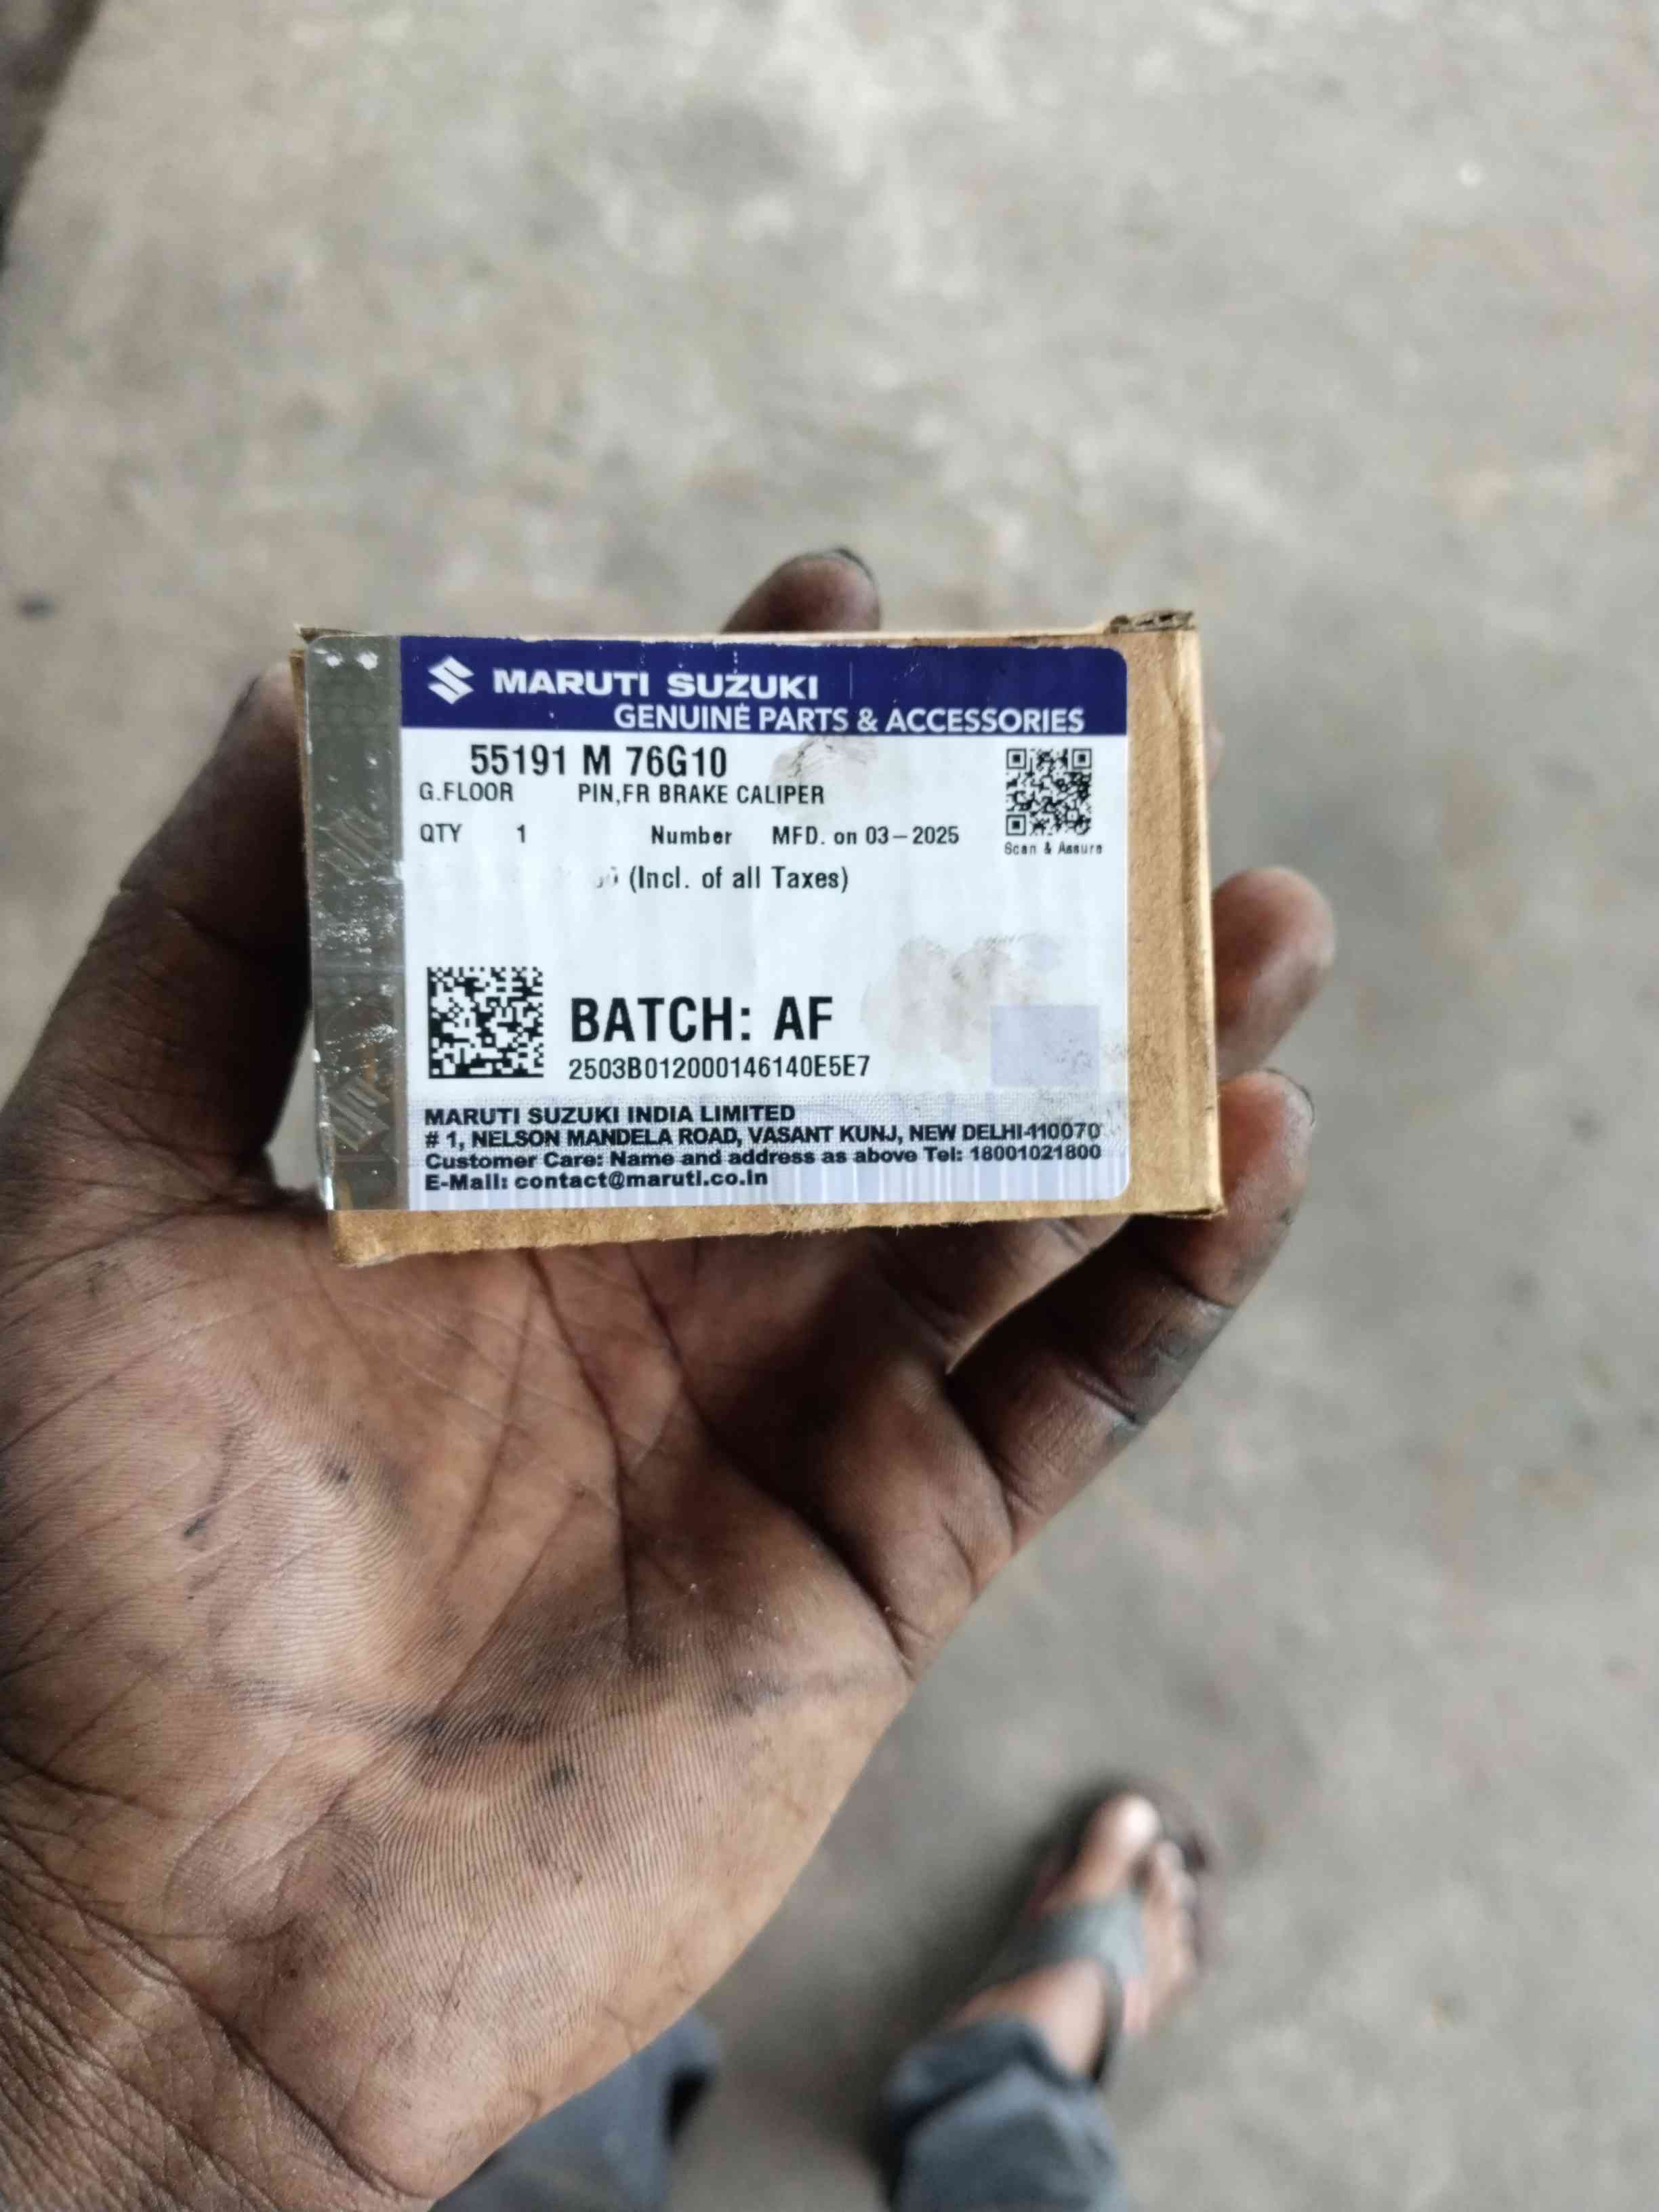 MARUTI SUZUKI
GENUINE PARTS & ACCESSORIES
55191 M 76G10
G.FLOOR PIN,FR BRAKE CALIPER
QTY 1 Number MFD. on 03-2025
Scan & Assure
(Incl. of all Taxes)
BATCH: AF
2503B012000146140E5E7
MARUTI SUZUKI INDIA LIMITED
# 1, NELSON MANDELA ROAD, VASANT KUNJ, NEW DELHI-110070
Customer Care: Name and address as above Tel: 18001021800
E-Mail: contact@maruti.co.in